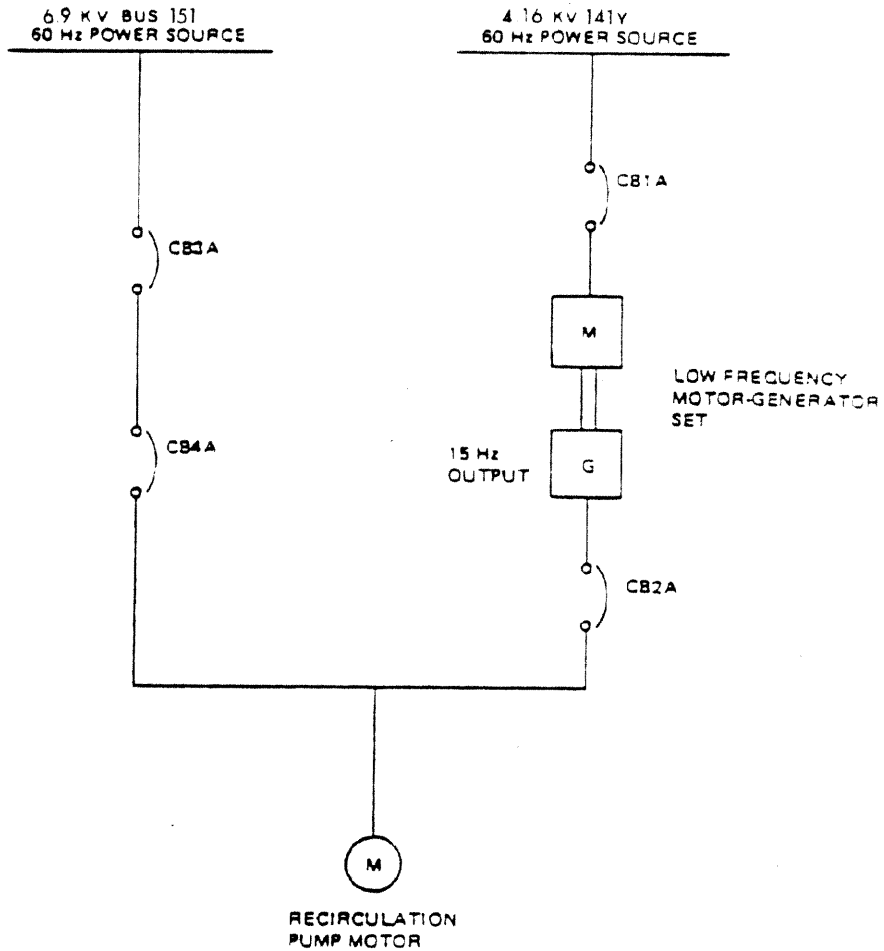 6.9 KV BUS 151
60 Hz POWER SOURCE
4.16 KV 141Y
60 Hz POWER SOURCE
CB1A
CB3A
M
LOW FREQUENCY
MOTOR-GENERATOR
SET
CB4A
15 Hz
OUTPUT
G
CB2A
M
RECIRCULATION
PUMP MOTOR